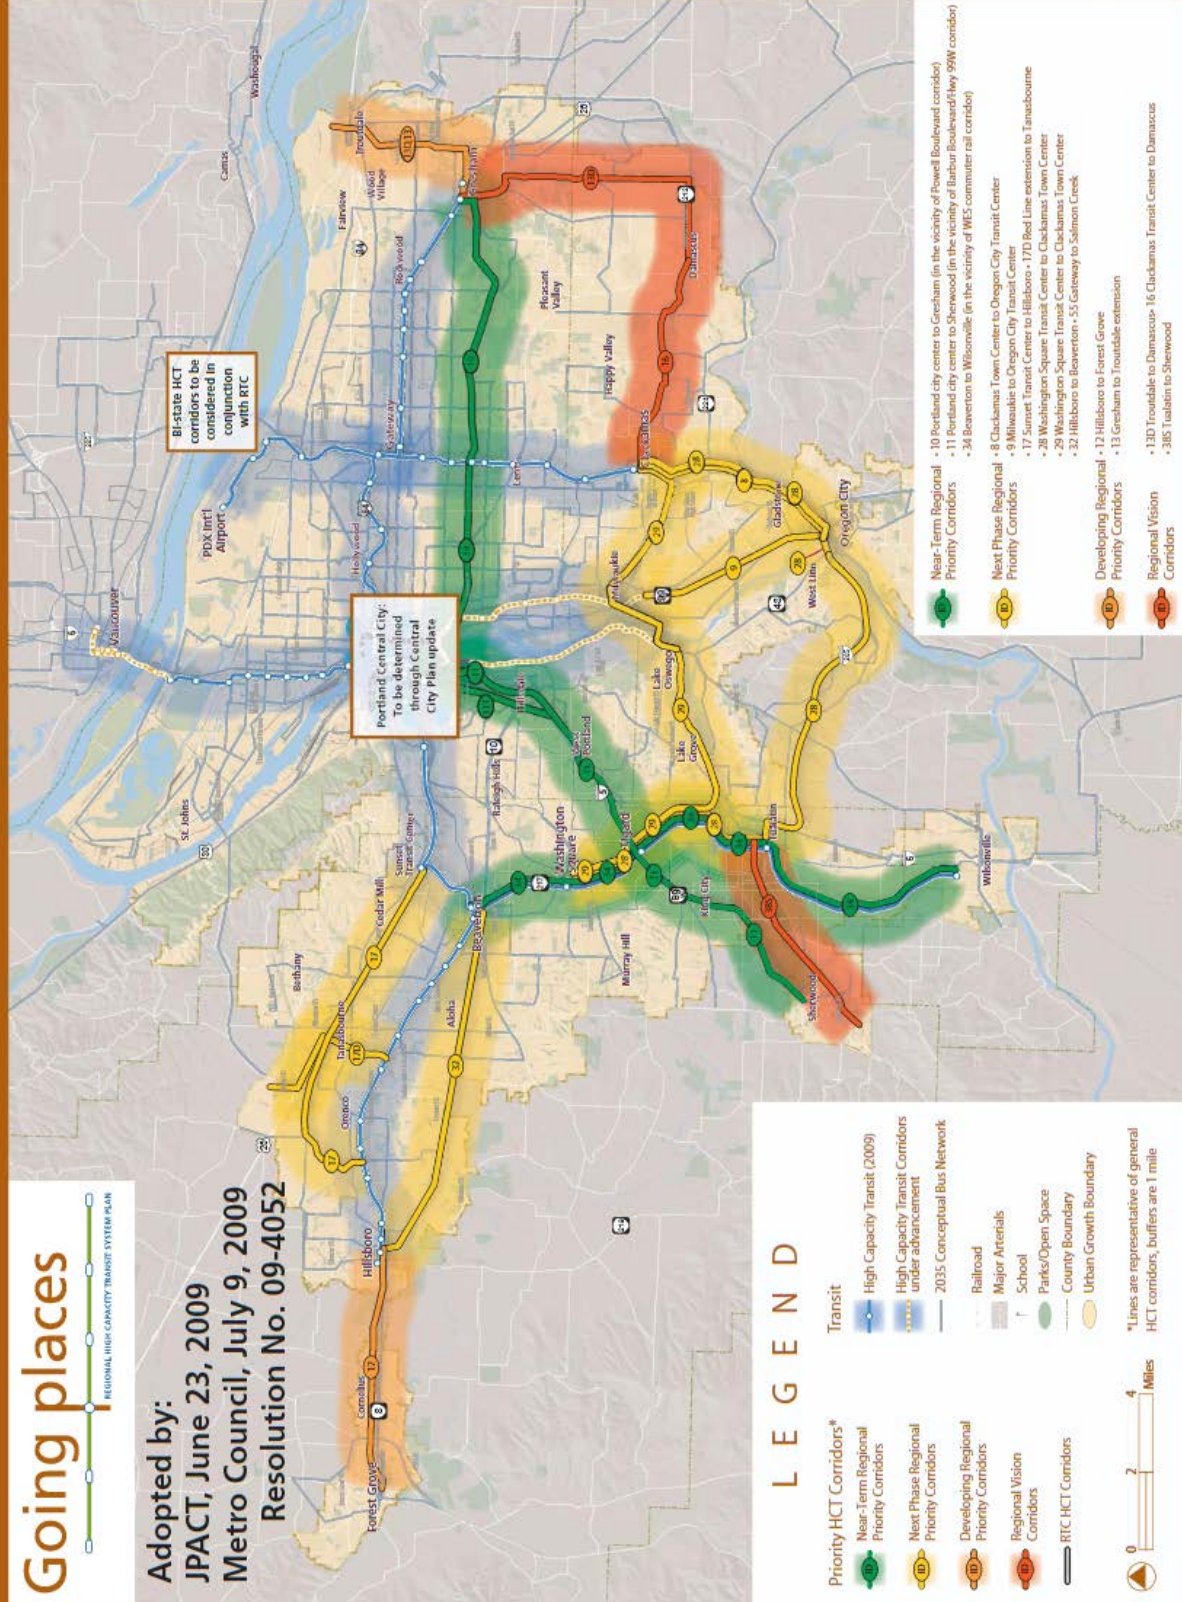 Going places
REGIONAL HIGH CAPACITY TRANSIT SYSTEM PLAN
Adopted by:
JPACT, June 23, 2009
Metro Council, July 9, 2009
Resolution No. 09-4052
Bi-state HCT
corridors to be
considered in
conjunction
with RTC
Portland Central City:
To be determined
through Central
City Plan update
Washougal
Camas
Vancouver
PDX Int'l
Airport
St. Johns
Troutdale
Wood
Village
Fairview
Rockwood
Gresham
Gateway
Hollywood
Pleasant
Valley
Happy Valley
Damascus
Clackamas
Lents
Milwaukie
Gladstone
Oregon City
West Linn
Lake
Oswego
Lake
Grove
Hillsdale
West
Portland
Raleigh Hills
Washington
Square
Tigard
Tualatin
King City
Murray Hill
Sherwood
Wilsonville
Beaverton
Sunset
Transit Center
Cedar Mill
Bethany
Tanasbourne
Aloha
Orenco
Hillsboro
Cornelius
Forest Grove
LEGEND
Priority HCT Corridors*
Near-Term Regional
Priority Corridors
Next Phase Regional
Priority Corridors
Developing Regional
Priority Corridors
Regional Vision
Corridors
RTC HCT Corridors
Transit
High Capacity Transit (2009)
High Capacity Transit Corridors
under advancement
2035 Conceptual Bus Network
Railroad
Major Arterials
School
Parks/Open Space
County Boundary
Urban Growth Boundary
0 2 4
Miles
*Lines are representative of general
HCT corridors, buffers are 1 mile
Near-Term Regional
Priority Corridors
• 10 Portland city center to Gresham (in the vicinity of Powell Boulevard corridor)
• 11 Portland city center to Sherwood (in the vicinity of Barbur Boulevard/Hwy 99W corridor)
• 34 Beaverton to Wilsonville (in the vicinity of WES commuter rail corridor)
Next Phase Regional
Priority Corridors
• 8 Clackamas Town Center to Oregon City Transit Center
• 9 Milwaukie to Oregon City Transit Center
• 17 Sunset Transit Center to Hillsboro • 17D Red Line extension to Tanasbourne
• 28 Washington Square Transit Center to Clackamas Town Center
• 29 Washington Square Transit Center to Clackamas Town Center
• 32 Hillsboro to Beaverton • 55 Gateway to Salmon Creek
Developing Regional
Priority Corridors
• 12 Hillsboro to Forest Grove
• 13 Gresham to Troutdale extension
Regional Vision
Corridors
• 13D Troutdale to Damascus• 16 Clackamas Transit Center to Damascus
• 38S Tualatin to Sherwood